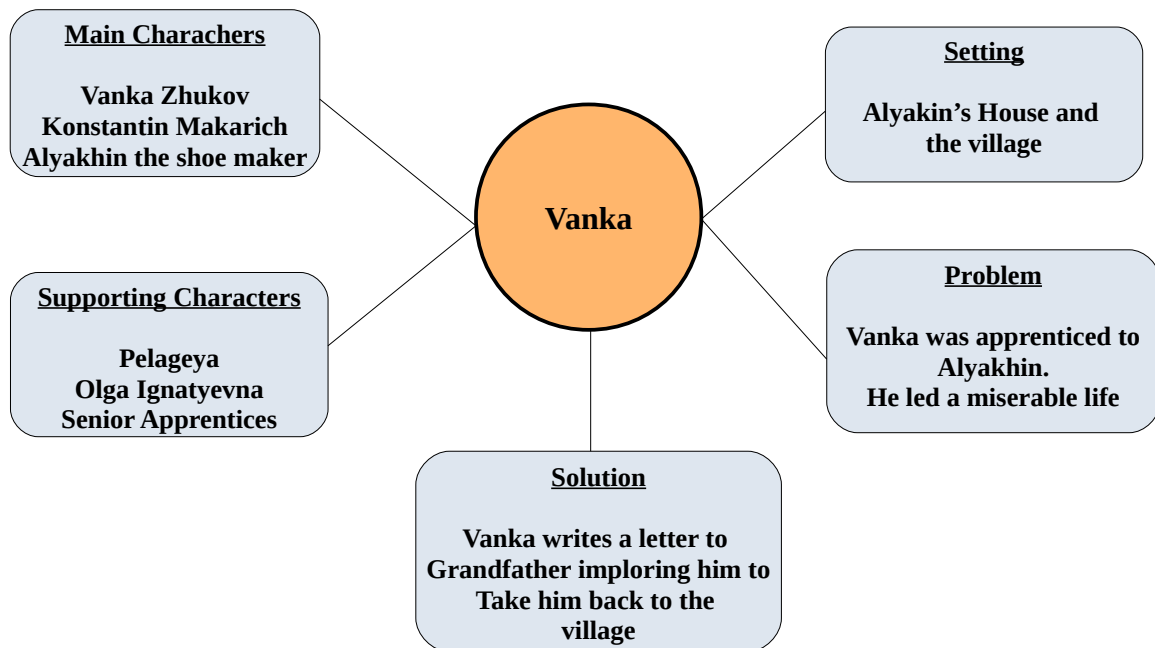 Main Charachers
Vanka Zhukov
Konstantin Makarich
Alyakhin the shoe maker
Setting
Alyakin’s House and
the village
Vanka
Supporting Characters
Pelageya
Olga Ignatyevna
Senior Apprentices
Problem
Vanka was apprenticed to
Alyakhin.
He led a miserable life
Solution
Vanka writes a letter to
Grandfather imploring him to
Take him back to the
village